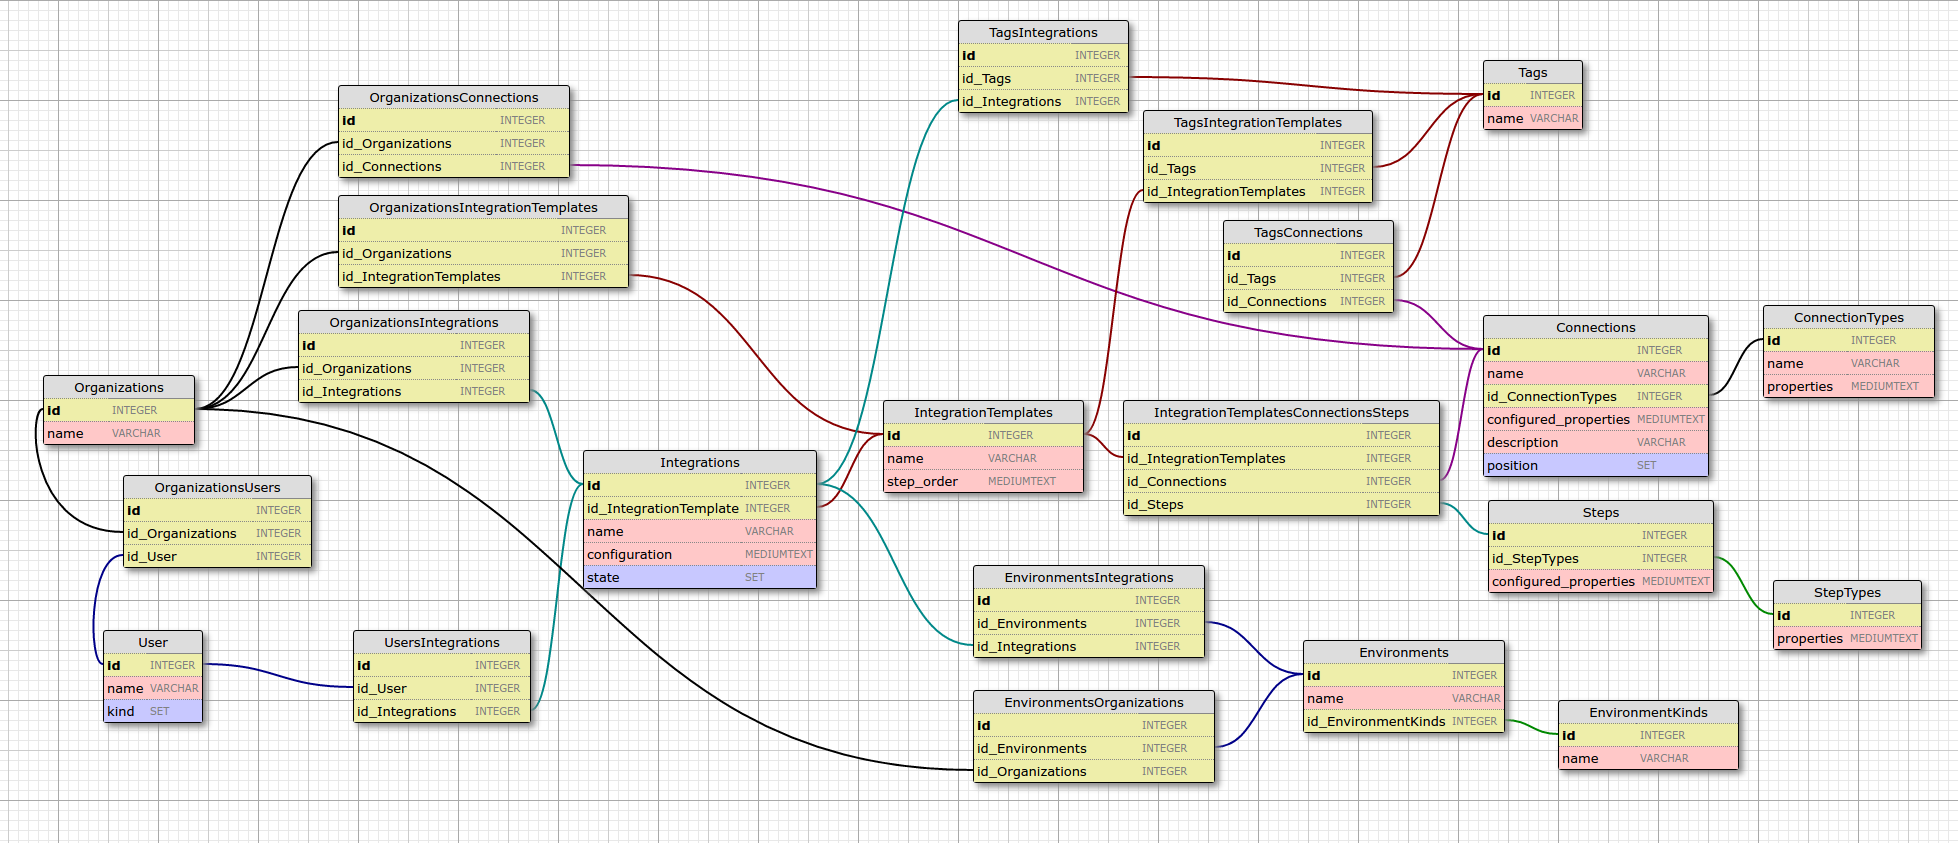 TagsIntegrations
id INTEGER
id_Tags INTEGER
id_Integrations INTEGER
Tags
id INTEGER
name VARCHAR
OrganizationsConnections
id INTEGER
id_Organizations INTEGER
id_Connections INTEGER
TagsIntegrationTemplates
id INTEGER
id_Tags INTEGER
id_IntegrationTemplates INTEGER
OrganizationsIntegrationTemplates
id INTEGER
id_Organizations INTEGER
id_IntegrationTemplates INTEGER
TagsConnections
id INTEGER
id_Tags INTEGER
id_Connections INTEGER
OrganizationsIntegrations
id INTEGER
id_Organizations INTEGER
id_Integrations INTEGER
Connections
id INTEGER
name VARCHAR
id_ConnectionTypes INTEGER
configured_properties MEDIUMTEXT
description VARCHAR
position SET
ConnectionTypes
id INTEGER
name VARCHAR
properties MEDIUMTEXT
Organizations
id INTEGER
name VARCHAR
IntegrationTemplates
id INTEGER
name VARCHAR
step_order MEDIUMTEXT
IntegrationTemplatesConnectionsSteps
id INTEGER
id_IntegrationTemplates INTEGER
id_Connections INTEGER
id_Steps INTEGER
Integrations
id INTEGER
id_IntegrationTemplate INTEGER
name VARCHAR
configuration MEDIUMTEXT
state SET
OrganizationsUsers
id INTEGER
id_Organizations INTEGER
id_User INTEGER
Steps
id INTEGER
id_StepTypes INTEGER
configured_properties MEDIUMTEXT
EnvironmentsIntegrations
id INTEGER
id_Environments INTEGER
id_Integrations INTEGER
StepTypes
id INTEGER
properties MEDIUMTEXT
User
id INTEGER
name VARCHAR
kind SET
UsersIntegrations
id INTEGER
id_User INTEGER
id_Integrations INTEGER
Environments
id INTEGER
name VARCHAR
id_EnvironmentKinds INTEGER
EnvironmentsOrganizations
id INTEGER
id_Environments INTEGER
id_Organizations INTEGER
EnvironmentKinds
id INTEGER
name VARCHAR